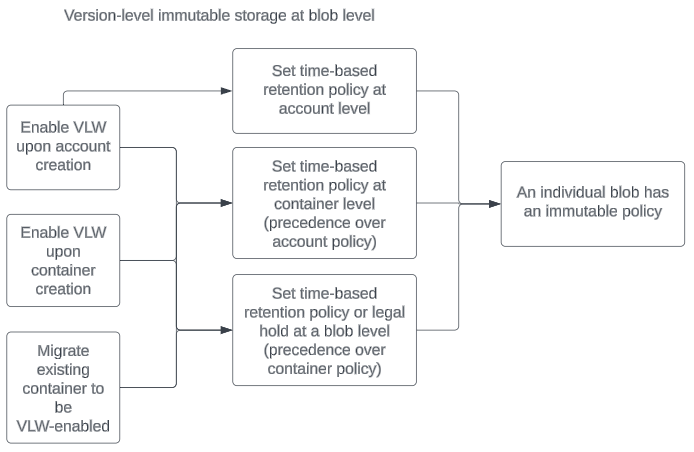 Version-level immutable storage at blob level
Set time-based
retention policy at
account level
Enable VLW
upon account
creation
Set time-based
retention policy at
container level
(precedence over
account policy)
An individual blob has
an immutable policy
Enable VLW
upon
container
creation
Set time-based
retention policy or legal
hold at a blob level
(precedence over
container policy)
Migrate
existing
container to
be
VLW-enabled